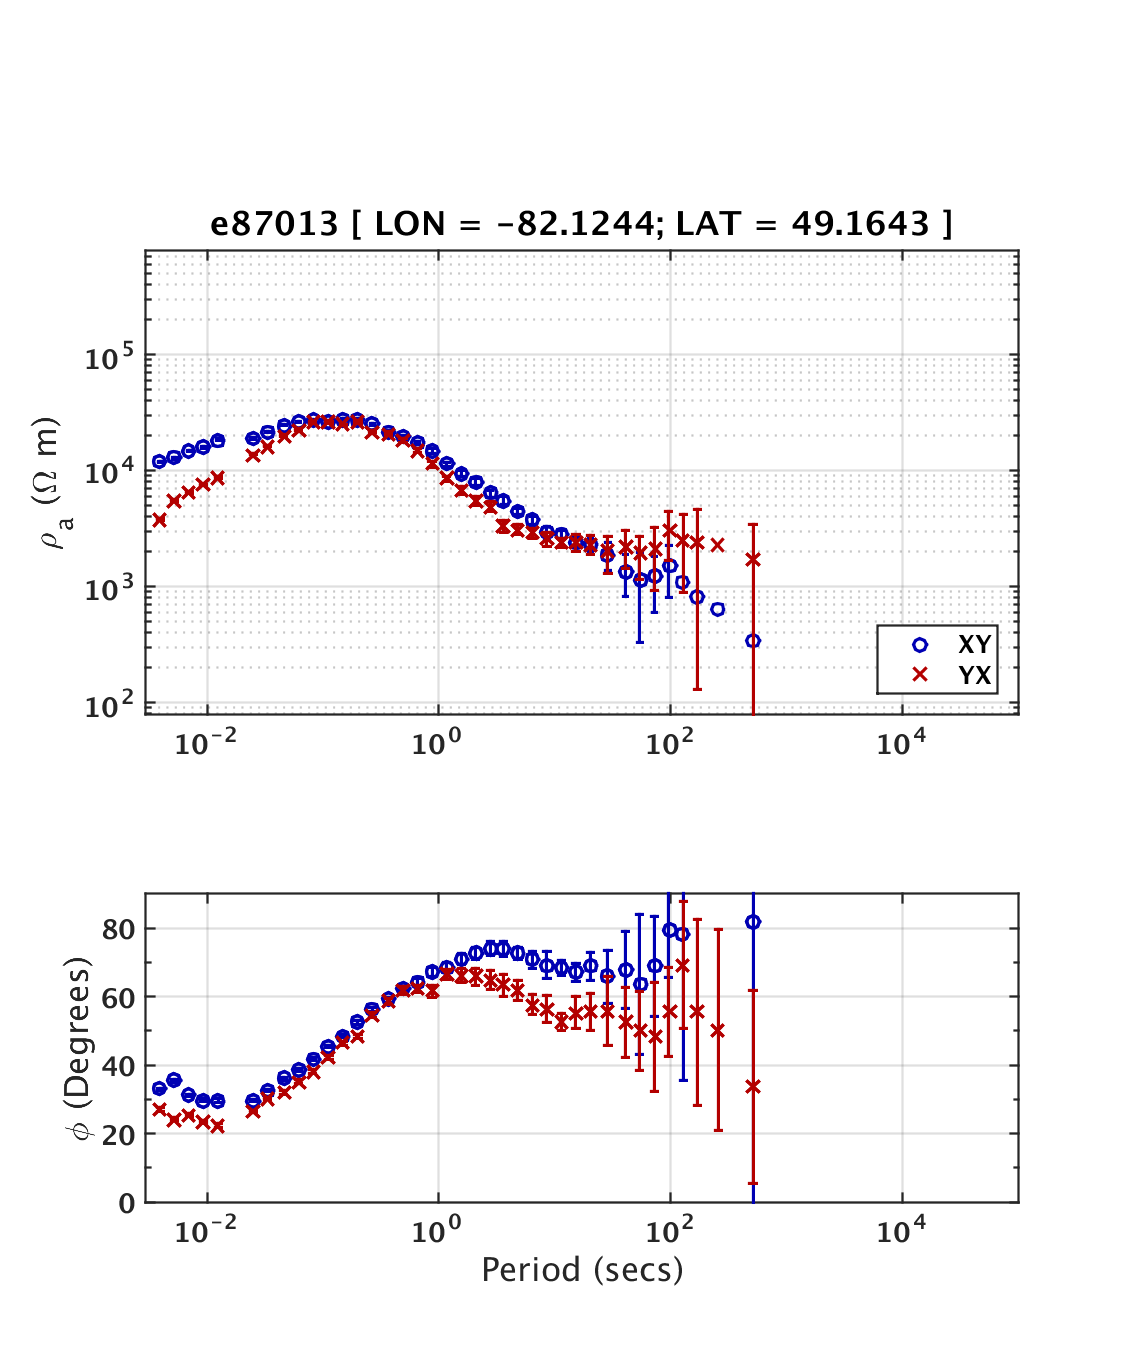 e87013 [ LON = -82.1244; LAT = 49.1643 ]
ρa (Ω m)
10^5
10^4
10^3
10^2
XY
YX
10^-2 10^0 10^2 10^4
ϕ (Degrees)
80
60
40
20
0
10^-2 10^0 10^2 10^4
Period (secs)